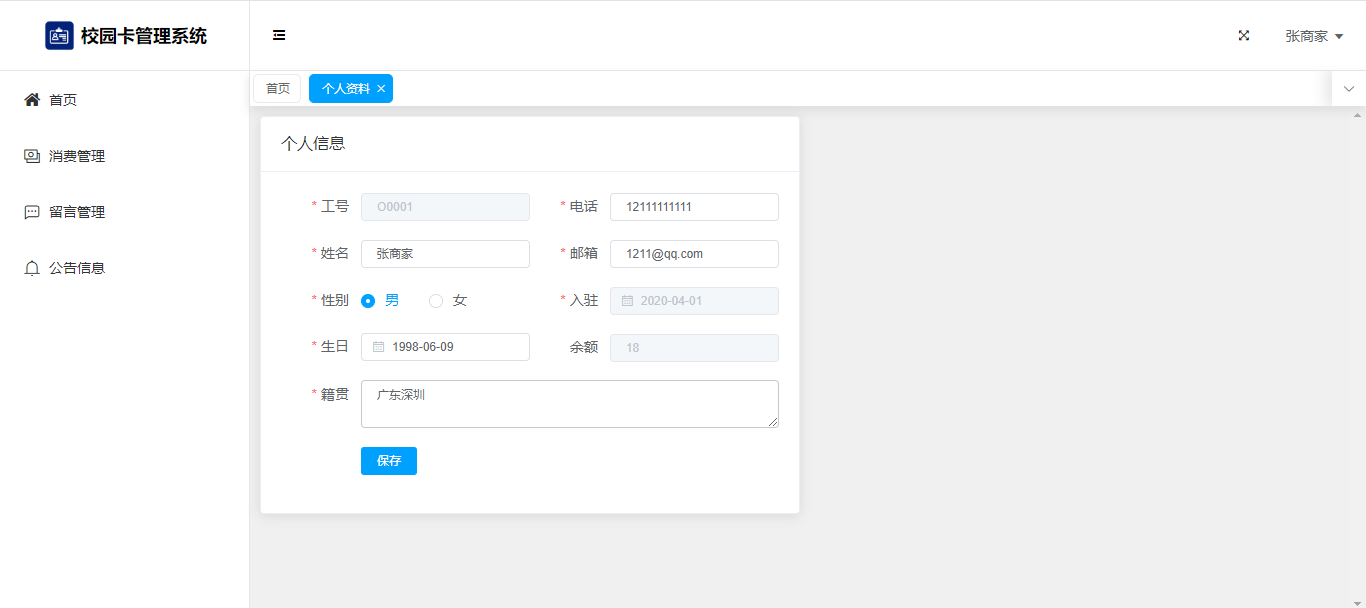 校园卡管理系统
张商家
首页
消费管理
留言管理
公告信息
首页 个人资料
个人信息
* 工号 O0001 * 电话 12111111111
* 姓名 张商家 * 邮箱 1211@qq.com
* 性别 男 女 * 入驻 2020-04-01
* 生日 1998-06-09 余额 18
* 籍贯 广东深圳
保存